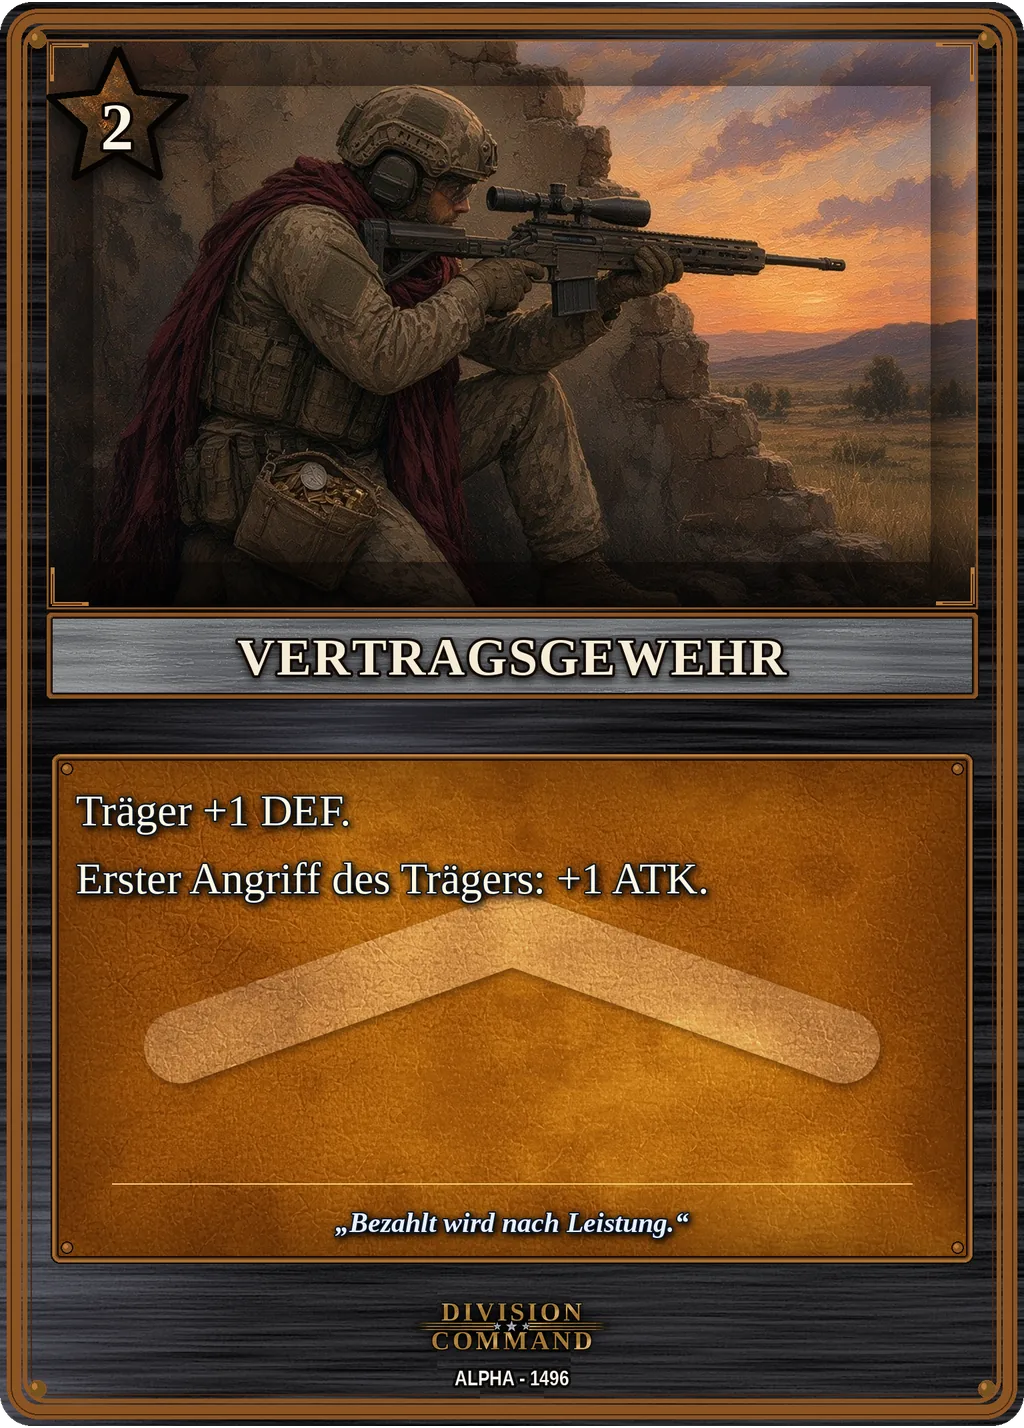 2
VERTRAGSGEWEHR
Träger +1 DEF.
Erster Angriff des Trägers: +1 ATK.
„Bezahlt wird nach Leistung.“
DIVISION
COMMAND
ALPHA - 1496